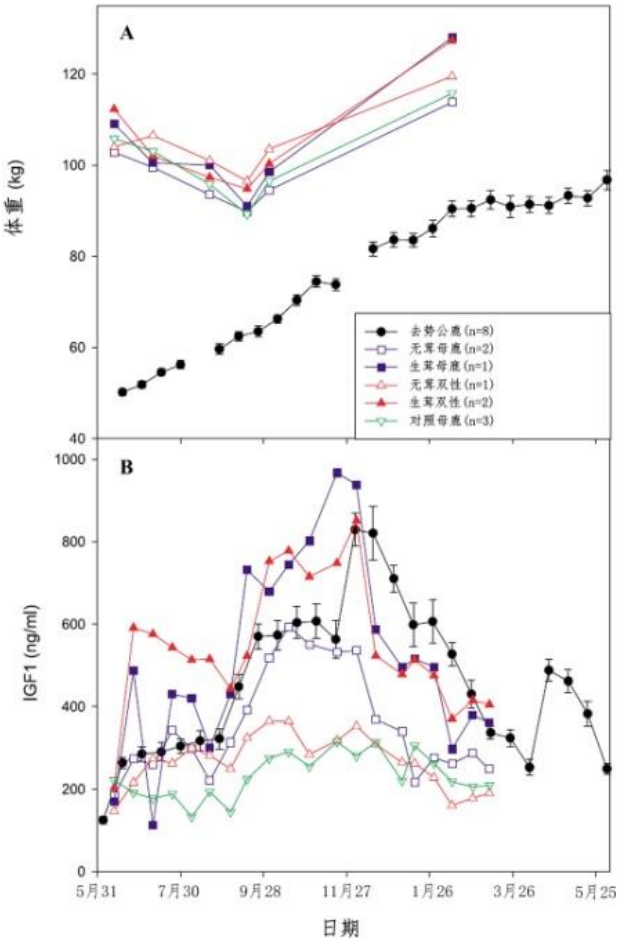 A
120
100
80
60
40
体重 (kg)
去势公鹿(n=8)
无茸母鹿(n=2)
生茸母鹿(n=1)
无茸双性(n=1)
生茸双性(n=2)
对照母鹿(n=3)
B
1000
800
600
400
200
0
IGF1 (ng/ml)
5月31 7月30 9月28 11月27 1月26 3月26 5月25
日期